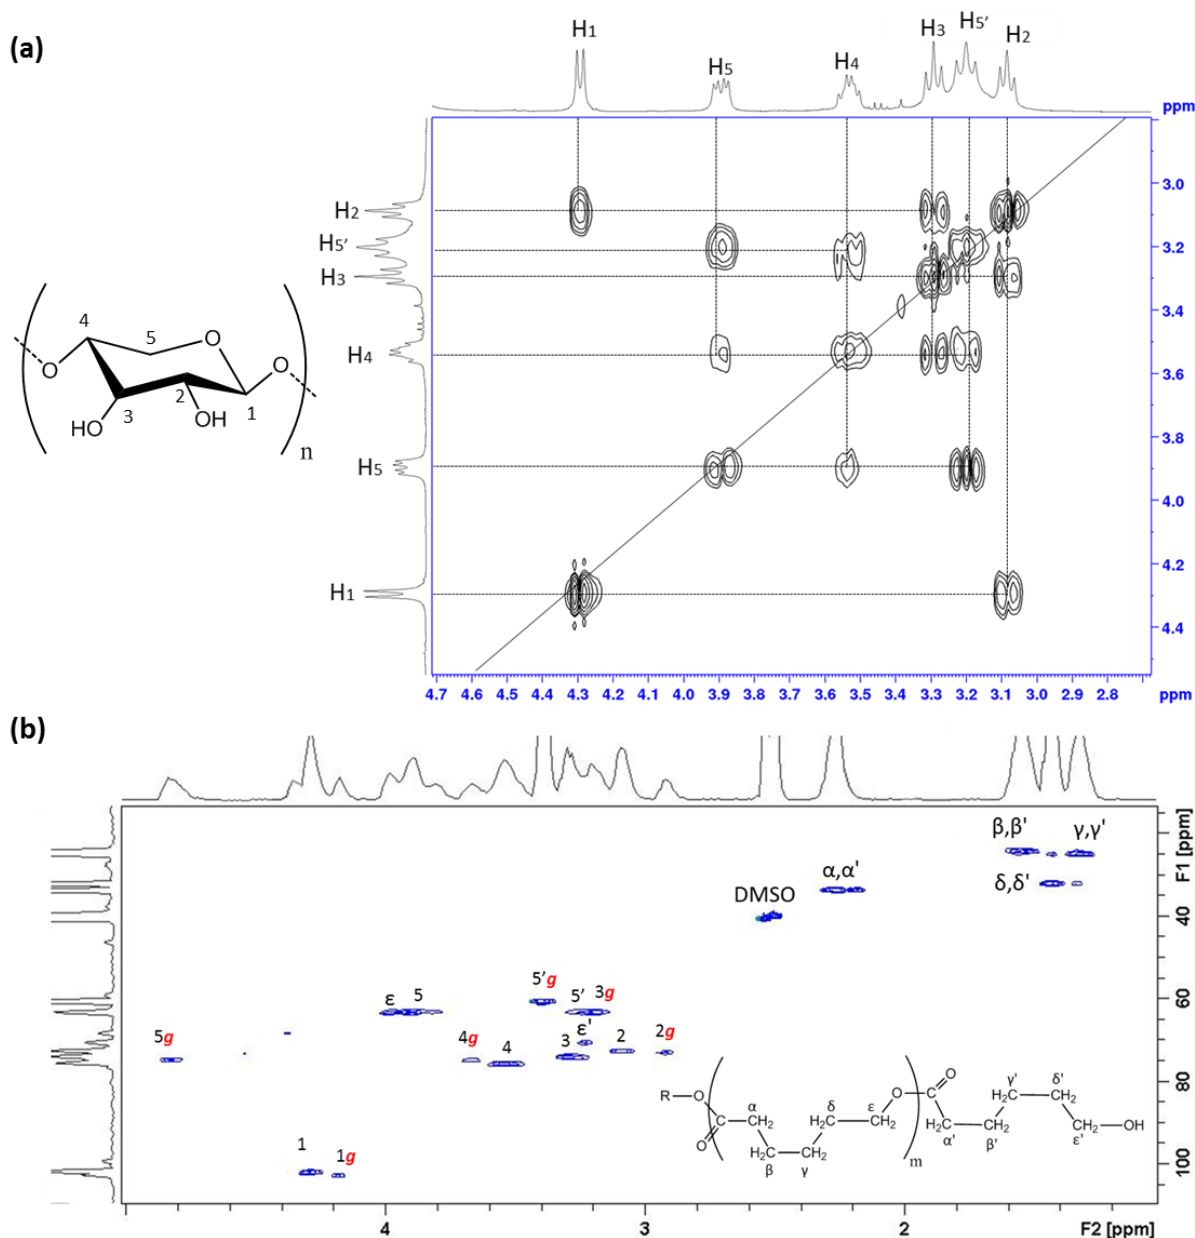 (a)
H1
H5
H4
H3
H5'
H2
ppm
H2
H5'
H3
H4
H5
H1
3.0
3.2
3.4
3.6
3.8
4.0
4.2
4.4
4.7 4.6 4.5 4.4 4.3 4.2 4.1 4.0 3.9 3.8 3.7 3.6 3.5 3.4 3.3 3.2 3.1 3.0 2.9 2.8 ppm
4
5
O
O
O
3
2
1
HO
OH
n
(b)
β,β'
γ,γ'
α,α'
δ,δ'
DMSO
5'g
ε 5
5' 3g
5g
4g
4
3
ε'
2
2g
1
1g
F1 [ppm]
40
60
80
100
R
O
C
O
α
CH2
H2C
β
CH2
γ
δ
H2C
CH2
ε
O
m
C
O
H2C
α'
CH2
β'
γ'
H2C
δ'
CH2
H2C
ε'
OH
4 3 2 F2 [ppm]